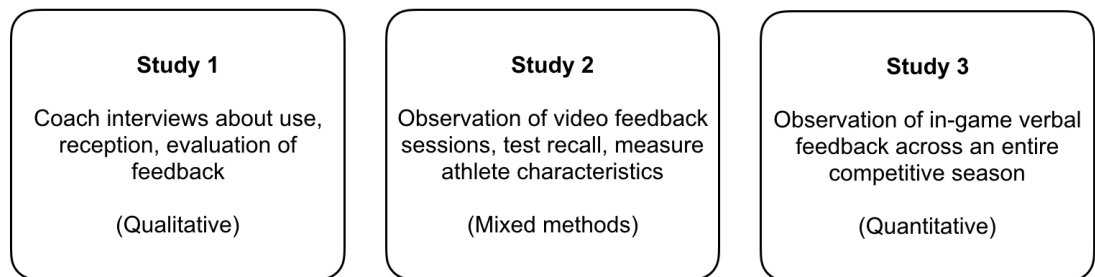 Study 1
Coach interviews about use,
reception, evaluation of
feedback
(Qualitative)
Study 2
Observation of video feedback
sessions, test recall, measure
athlete characteristics
(Mixed methods)
Study 3
Observation of in-game verbal
feedback across an entire
competitive season
(Quantitative)